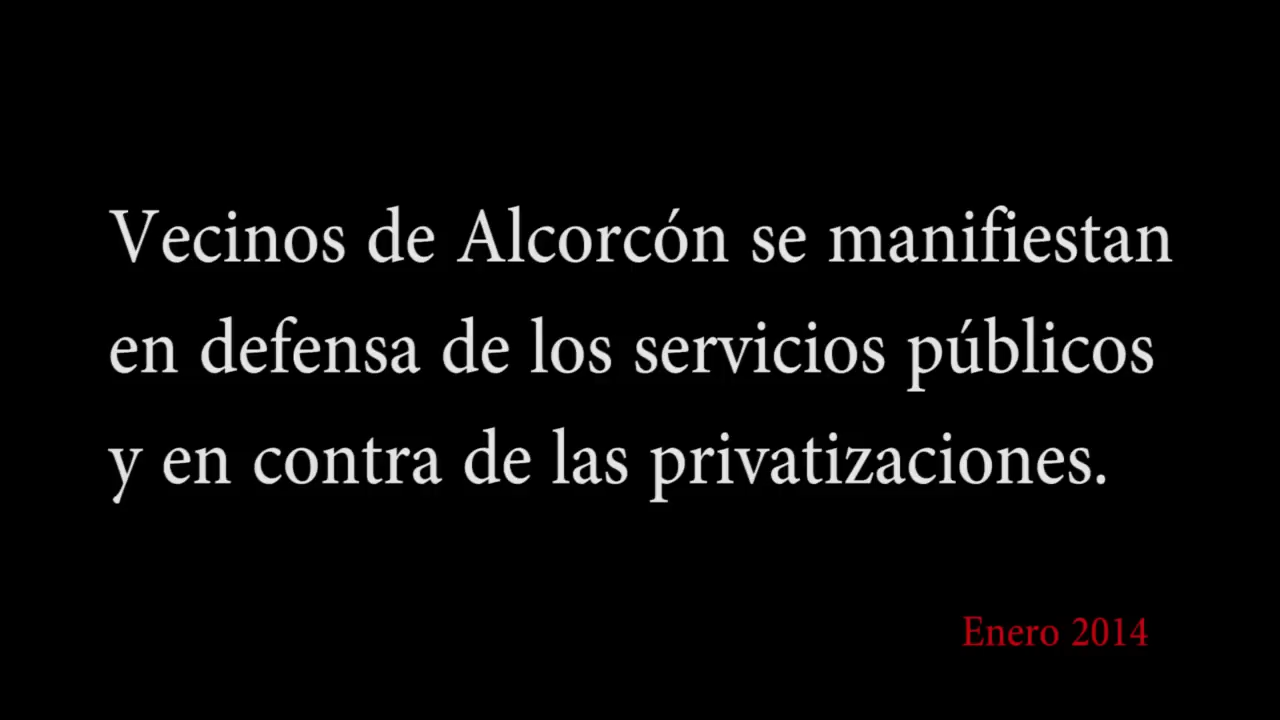 Vecinos de Alcorcón se manifiestan
en defensa de los servicios públicos
y en contra de las privatizaciones.
Enero 2014